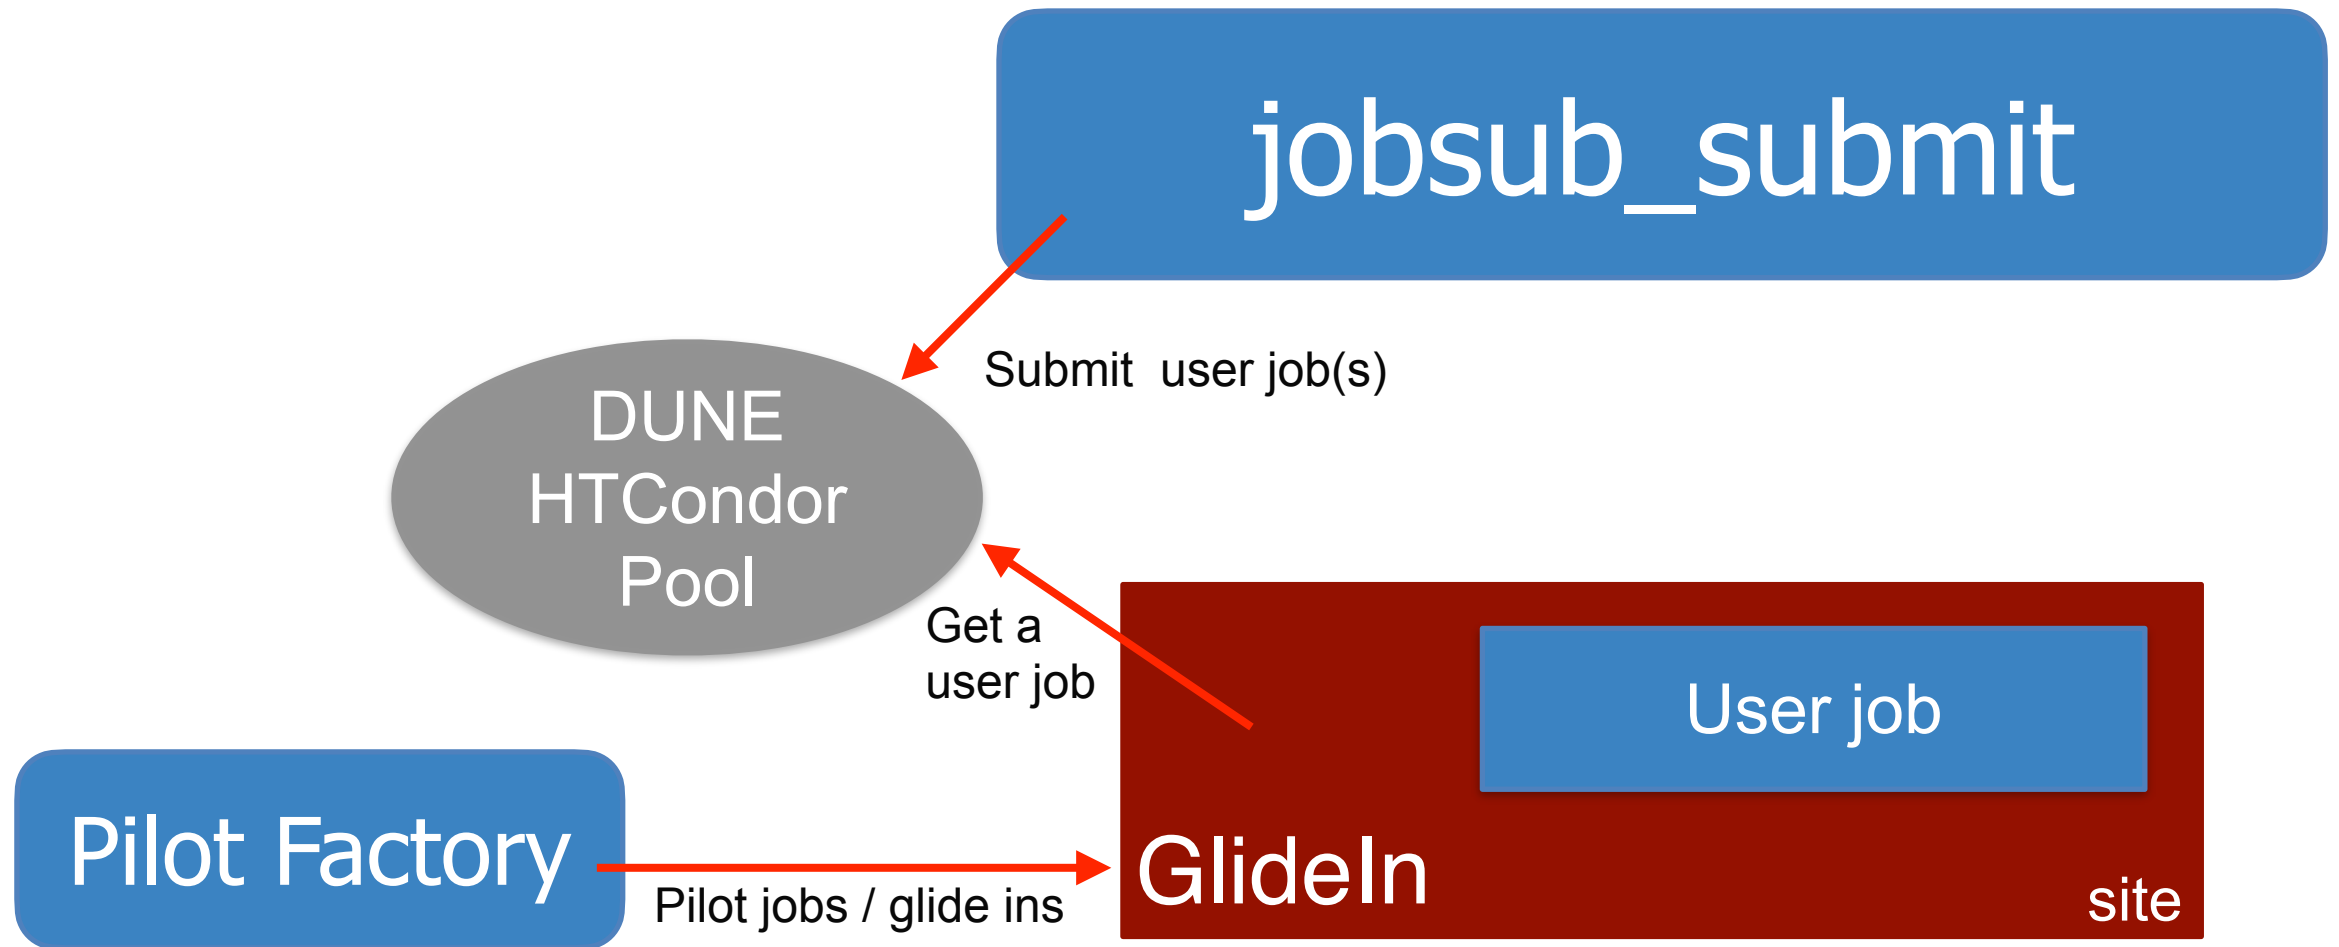 jobsub_submit
Submit  user job(s)
DUNE
HTCondor
Pool
Get a
user job
User job
Pilot Factory
Pilot jobs / glide ins
GlideIn
site